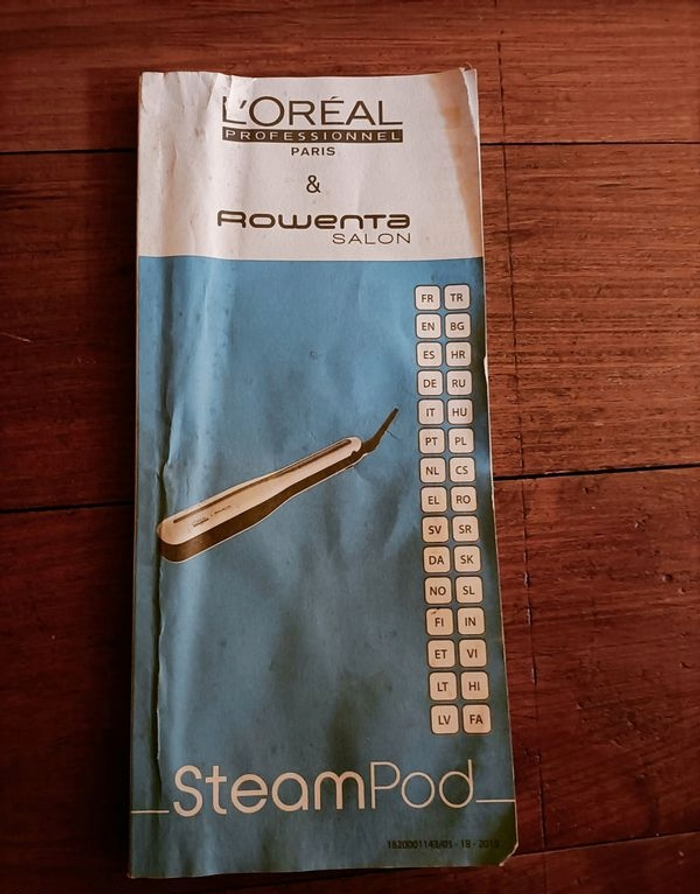 L'ORÉAL
PROFESSIONNEL
PARIS
&
Rowenta
SALON
FR TR
EN BG
ES HR
DE RU
IT HU
PT PL
NL CS
EL RO
SV SR
DA SK
NO SL
FI IN
ET VI
LT HI
LV FA
SteamPod